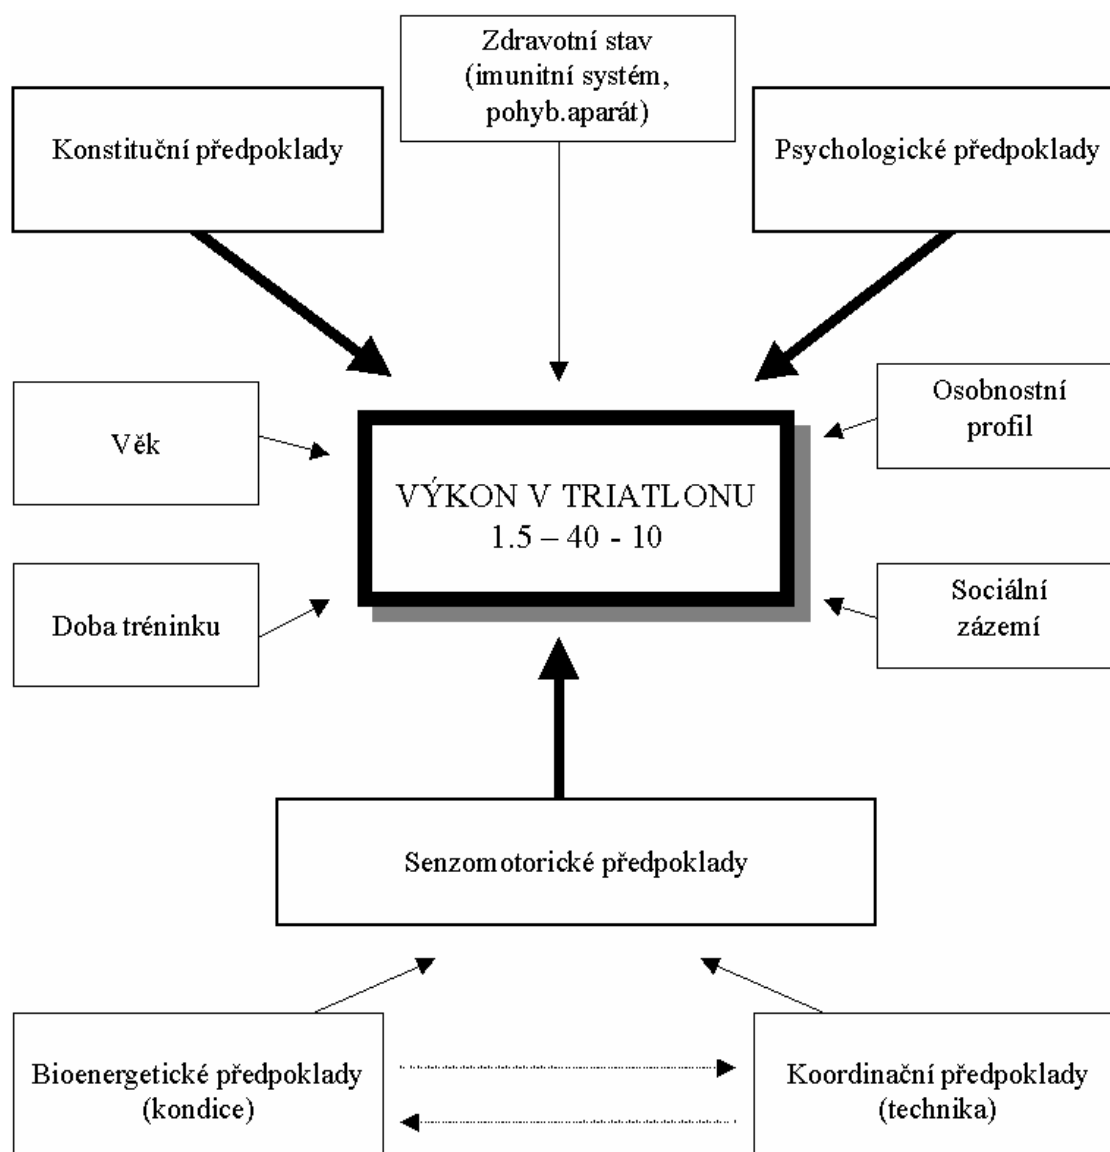 Zdravotní stav
(imunitní systém,
pohyb.aparát)
Konstituční předpoklady
Psychologické předpoklady
Věk
Osobnostní
profil
VÝKON V TRIATLONU
1.5 – 40 - 10
Doba tréninku
Sociální
zázemí
Senzomotorické předpoklady
Bioenergetické předpoklady
(kondice)
Koordinační předpoklady
(technika)